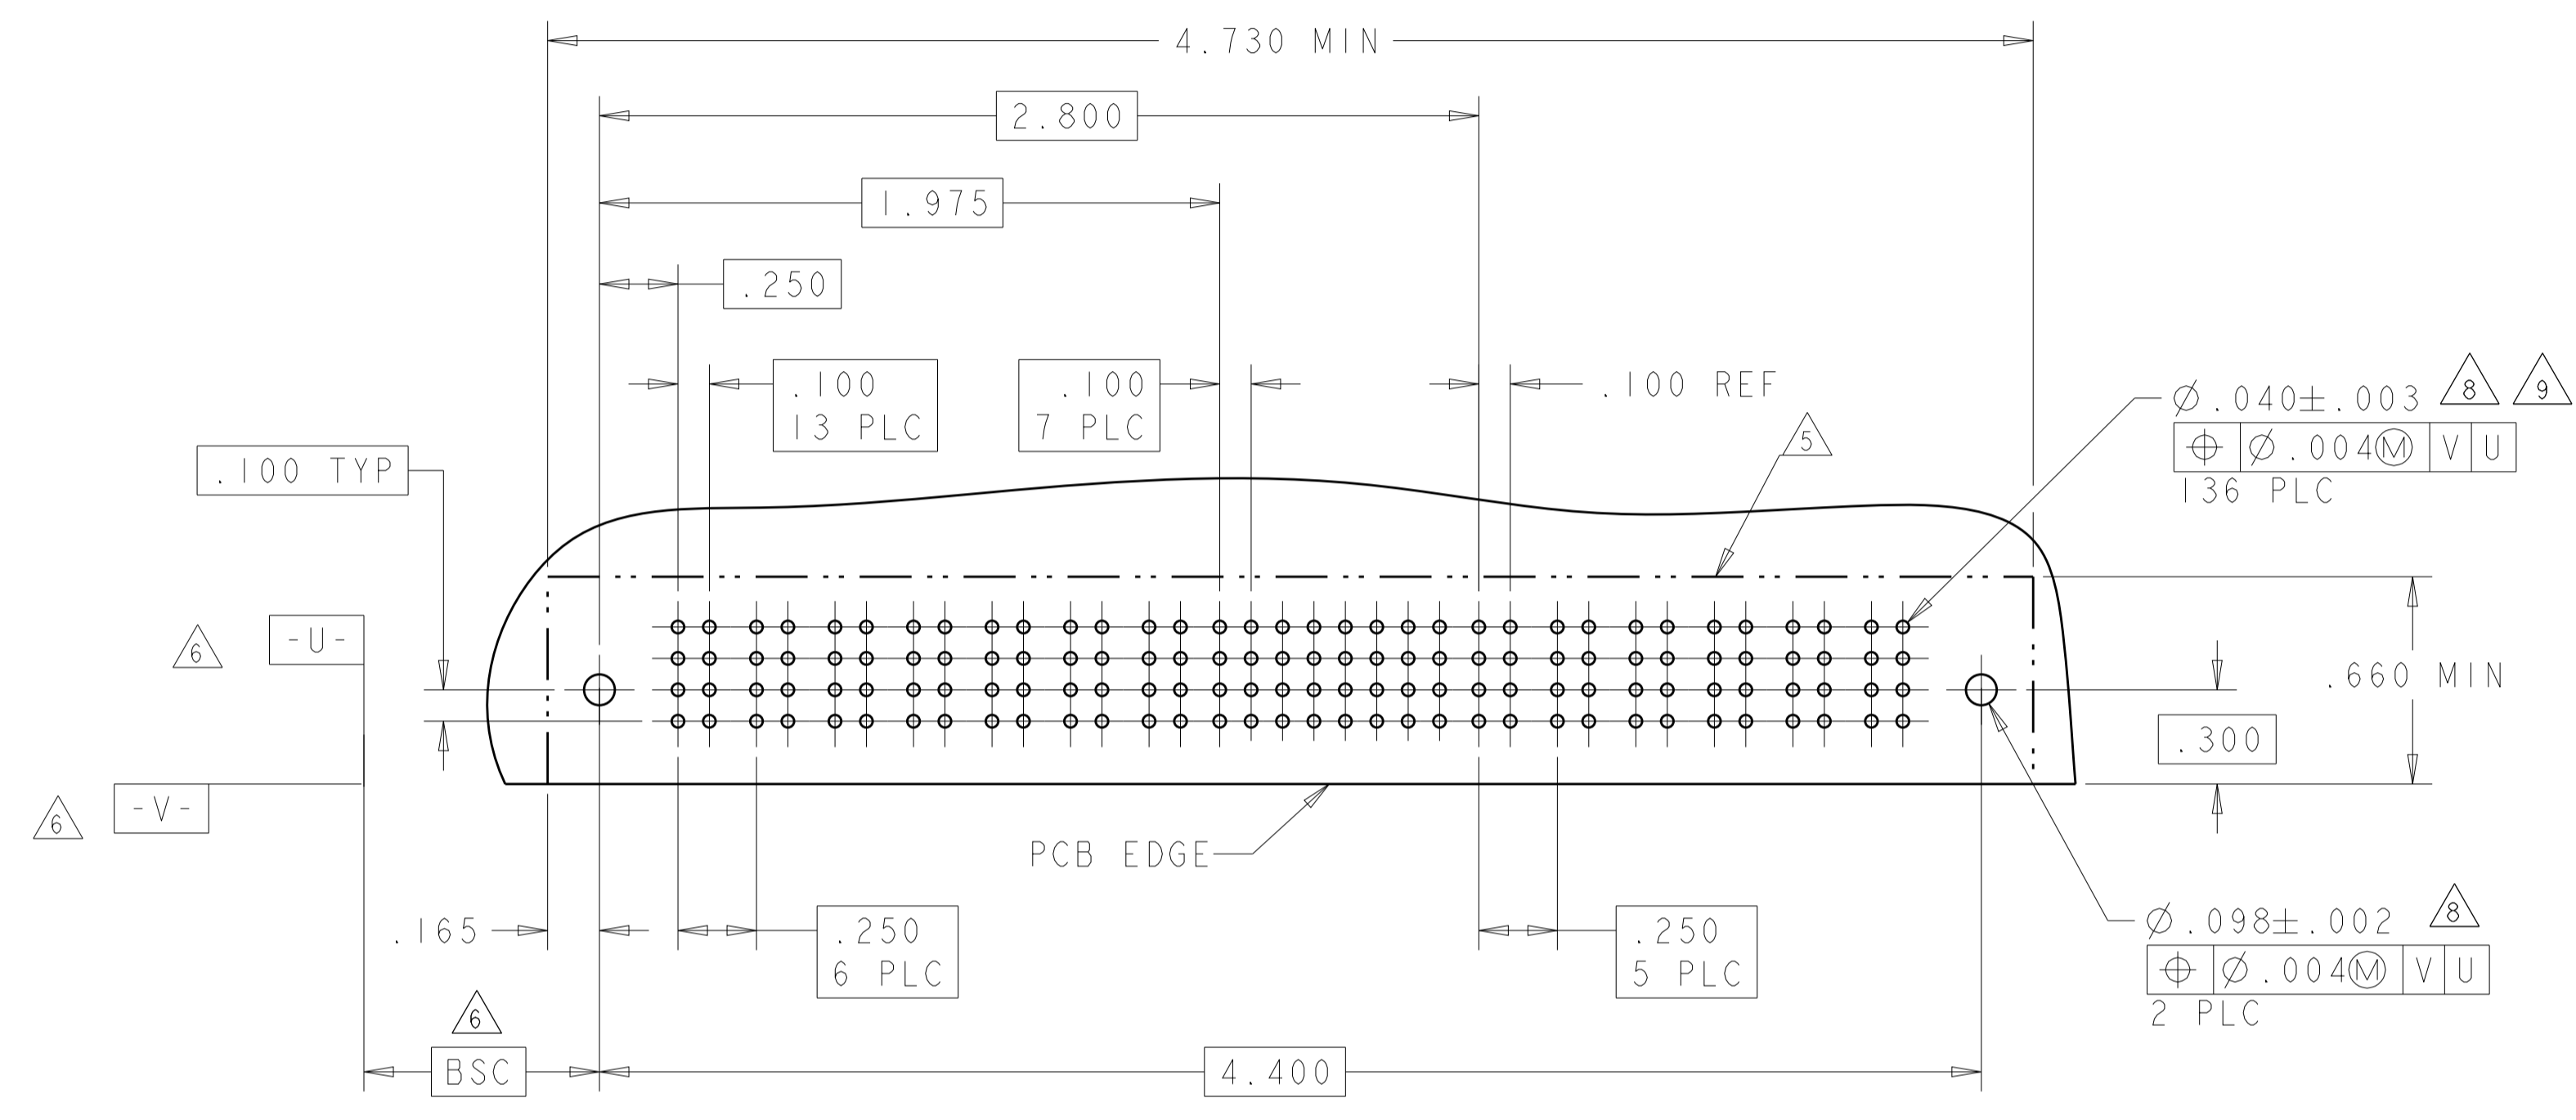 4.730 MIN
2.800
1.975
.250
.100
13 PLC
.100
7 PLC
.100 REF
5
Ø.040±.003 8 9
⌖ Ø.004Ⓜ V U
136 PLC
.100 TYP
6 -U-
.660 MIN
.300
6 -V-
PCB EDGE
.165
.250
6 PLC
.250
5 PLC
Ø.098±.002 8
⌖ Ø.004Ⓜ V U
2 PLC
6
BSC
4.400